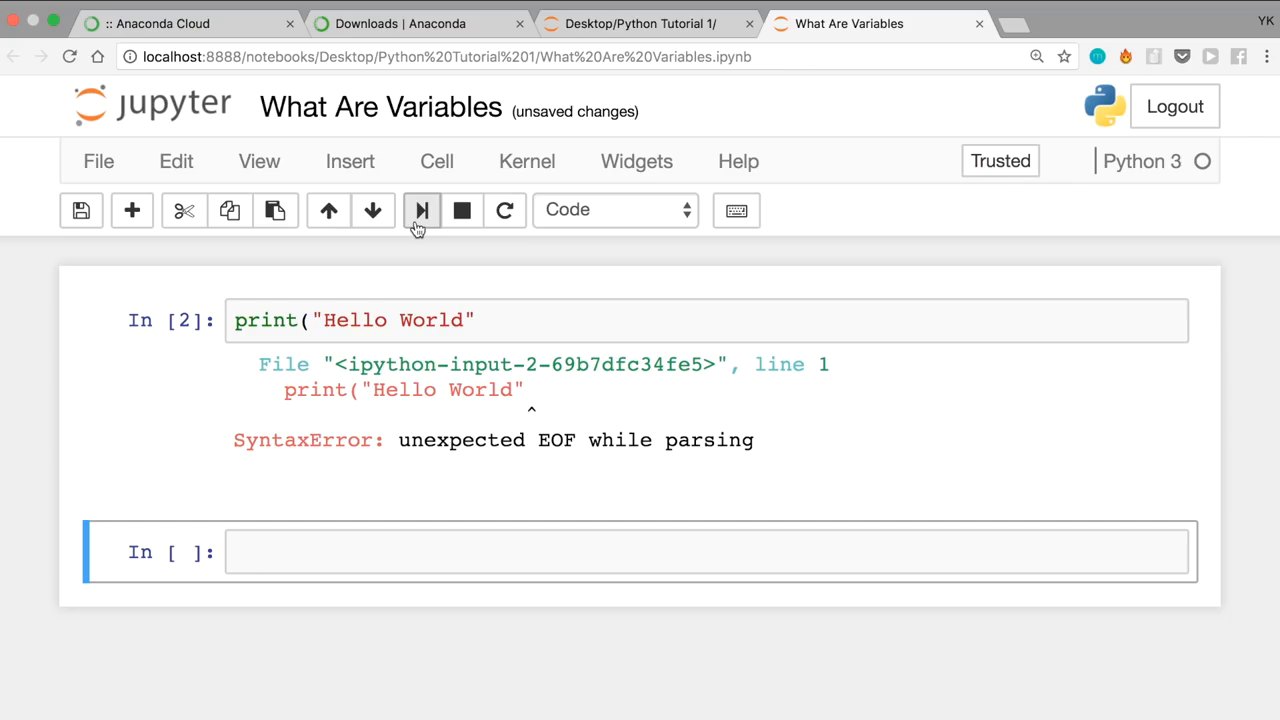 :: Anaconda Cloud
Downloads | Anaconda
Desktop/Python Tutorial 1/
What Are Variables
YK
localhost:8888/notebooks/Desktop/Python%20Tutorial%201/What%20Are%20Variables.ipynb
jupyter What Are Variables (unsaved changes)
Logout
File Edit View Insert Cell Kernel Widgets Help
Trusted
Python 3
Code
In [2]: print("Hello World"
File "<ipython-input-2-69b7dfc34fe5>", line 1
print("Hello World"
^
SyntaxError: unexpected EOF while parsing
In [ ]: